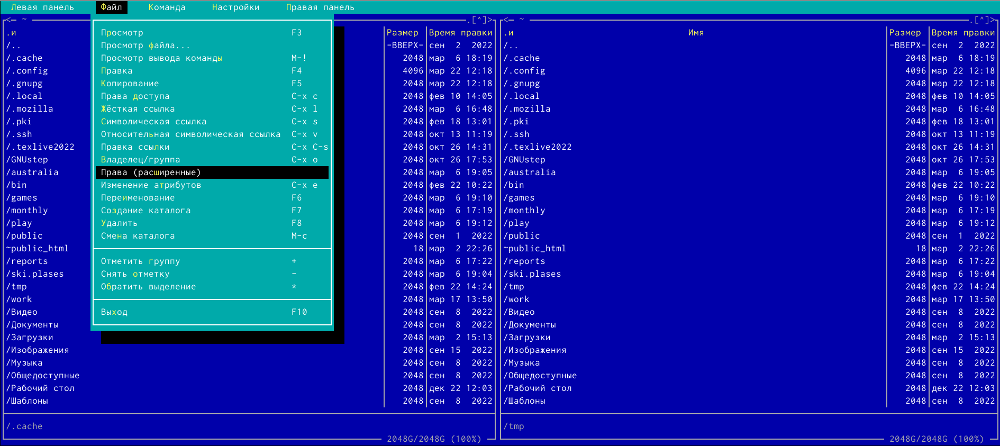 Левая панель Файл Команда Настройки Правая панель
<- ~ .[^]> <- ~ .[^]>
.и Просмотр F3 Размер Время правки .и Имя Размер Время правки
/.. Просмотр файла... -ВВЕРХ- сен 2 2022 /.. -ВВЕРХ- сен 2 2022
/.cache Просмотр вывода команды M-! 2048 мар 6 18:19 /.cache 2048 мар 6 18:19
/.config Правка F4 4096 мар 22 12:18 /.config 4096 мар 22 12:18
/.gnupg Копирование F5 2048 мар 22 12:18 /.gnupg 2048 мар 22 12:18
/.local Права доступа C-x c 2048 фев 10 14:05 /.local 2048 фев 10 14:05
/.mozilla Жёсткая ссылка C-x l 2048 мар 6 16:48 /.mozilla 2048 мар 6 16:48
/.pki Символическая ссылка C-x s 2048 фев 18 13:01 /.pki 2048 фев 18 13:01
/.ssh Относительная символическая ссылка C-x v 2048 окт 13 11:19 /.ssh 2048 окт 13 11:19
/.texlive2022 Правка ссылки C-x C-s 2048 окт 26 14:31 /.texlive2022 2048 окт 26 14:31
/GNUstep Владелец/группа C-x o 2048 окт 26 17:53 /GNUstep 2048 окт 26 17:53
/australia Права (расширенные) 2048 мар 6 19:05 /australia 2048 мар 6 19:05
/bin Изменение атрибутов C-x e 2048 фев 22 10:22 /bin 2048 фев 22 10:22
/games Переименование F6 2048 мар 6 19:10 /games 2048 мар 6 19:10
/monthly Создание каталога F7 2048 мар 6 17:19 /monthly 2048 мар 6 17:19
/play Удалить F8 2048 мар 6 19:12 /play 2048 мар 6 19:12
/public Смена каталога M-c 2048 сен 1 2022 /public 2048 сен 1 2022
~public_html 18 мар 2 22:26 ~public_html 18 мар 2 22:26
/reports Отметить группу + 2048 мар 6 17:22 /reports 2048 мар 6 17:22
/ski.plases Снять отметку - 2048 мар 6 19:04 /ski.plases 2048 мар 6 19:04
/tmp Обратить выделение * 2048 фев 22 14:24 /tmp 2048 фев 22 14:24
/work 2048 мар 17 13:50 /work 2048 мар 17 13:50
/Видео Выход F10 2048 сен 8 2022 /Видео 2048 сен 8 2022
/Документы 2048 сен 8 2022 /Документы 2048 сен 8 2022
/Загрузки 2048 мар 2 15:13 /Загрузки 2048 мар 2 15:13
/Изображения 2048 сен 15 2022 /Изображения 2048 сен 15 2022
/Музыка 2048 сен 8 2022 /Музыка 2048 сен 8 2022
/Общедоступные 2048 сен 8 2022 /Общедоступные 2048 сен 8 2022
/Рабочий стол 2048 дек 22 12:03 /Рабочий стол 2048 дек 22 12:03
/Шаблоны 2048 сен 8 2022 /Шаблоны 2048 сен 8 2022
/.cache /tmp
2048G/2048G (100%) 2048G/2048G (100%)